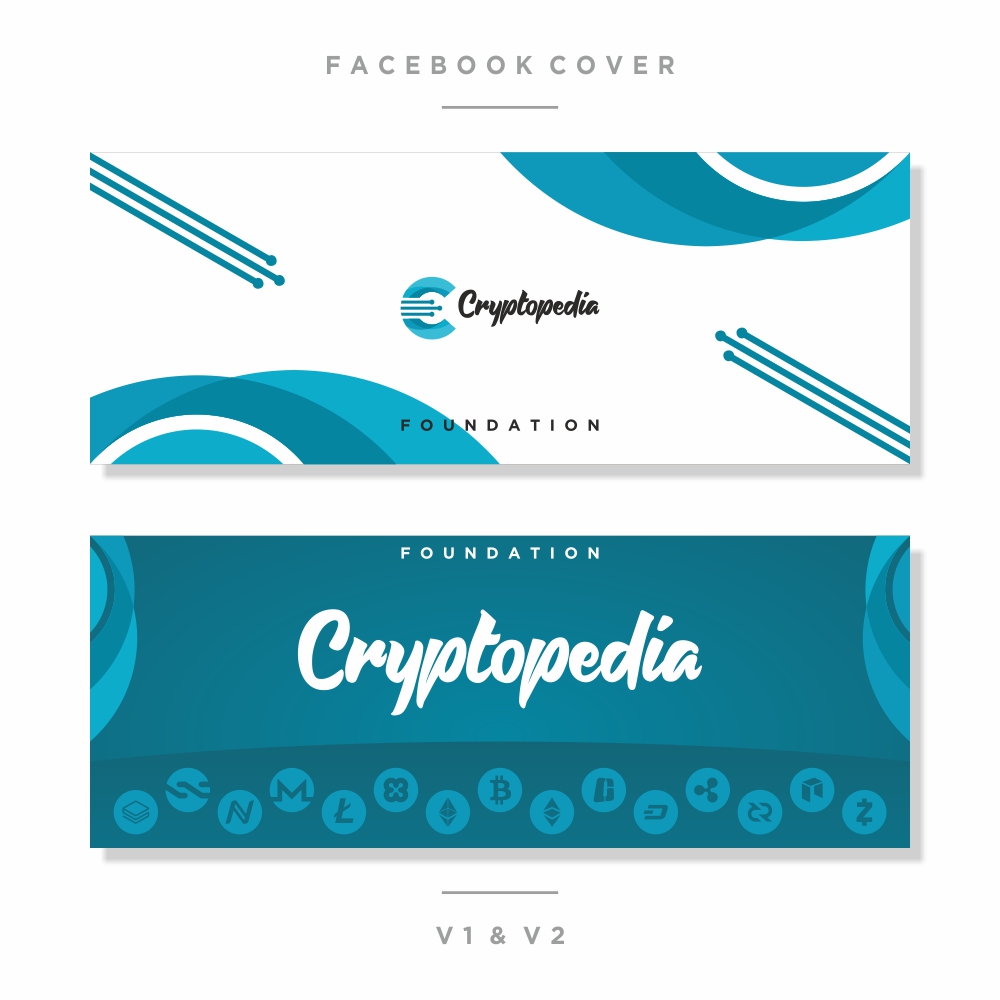 FACEBOOK COVER
Cryptopedia
FOUNDATION
FOUNDATION
Cryptopedia
V1 & V2